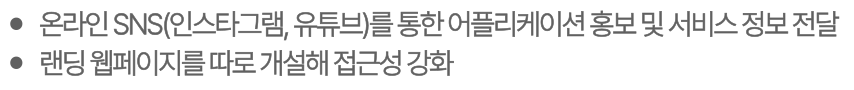 ● 온라인 SNS(인스타그램, 유튜브)를 통한 어플리케이션 홍보 및 서비스 정보 전달
● 랜딩 웹페이지를 따로 개설해 접근성 강화